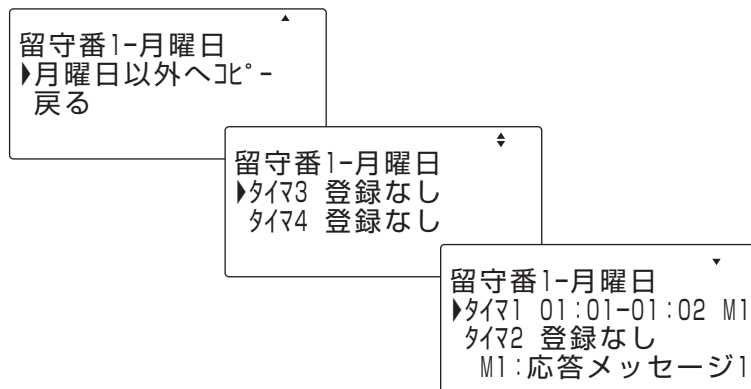 留守番1-月曜日
▶月曜日以外へｺﾋﾟｰ
戻る
留守番1-月曜日
▶ﾀｲﾏ3 登録なし
ﾀｲﾏ4 登録なし
留守番1-月曜日
▶ﾀｲﾏ1 01:01-01:02 M1
ﾀｲﾏ2 登録なし
M1:応答メッセージ1